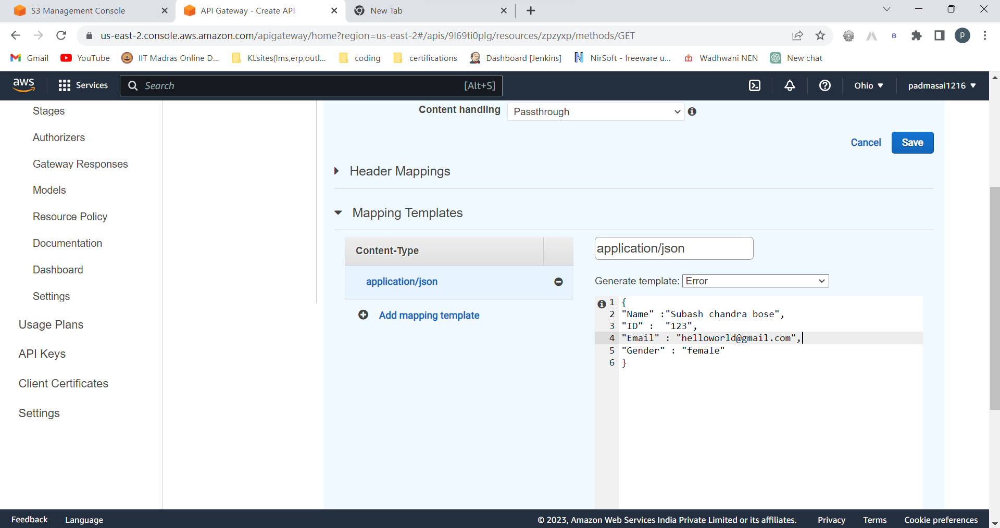 S3 Management Console
API Gateway - Create API
New Tab
us-east-2.console.aws.amazon.com/apigateway/home?region=us-east-2#/apis/9l69ti0plg/resources/zpzyxp/methods/GET
B
p
Gmail
YouTube
IIT Madras Online D...
KLsites(lms,erp,outl...
coding
certifications
Dashboard [Jenkins]
NirSoft - freeware u...
Wadhwani NEN
New chat
aws
Services
Search
[Alt+S]
Ohio
padmasai1216
Stages
Authorizers
Gateway Responses
Models
Resource Policy
Documentation
Dashboard
Settings
Usage Plans
API Keys
Client Certificates
Settings
Content handling
Passthrough
Cancel
Save
Header Mappings
Mapping Templates
Content-Type
application/json
Add mapping template
application/json
Generate template: Error
1 {
2 "Name" :"Subash chandra bose",
3 "ID" :  "123",
4 "Email" : "helloworld@gmail.com",
5 "Gender" : "female"
6 }
Feedback
Language
© 2023, Amazon Web Services India Private Limited or its affiliates.
Privacy
Terms
Cookie preferences